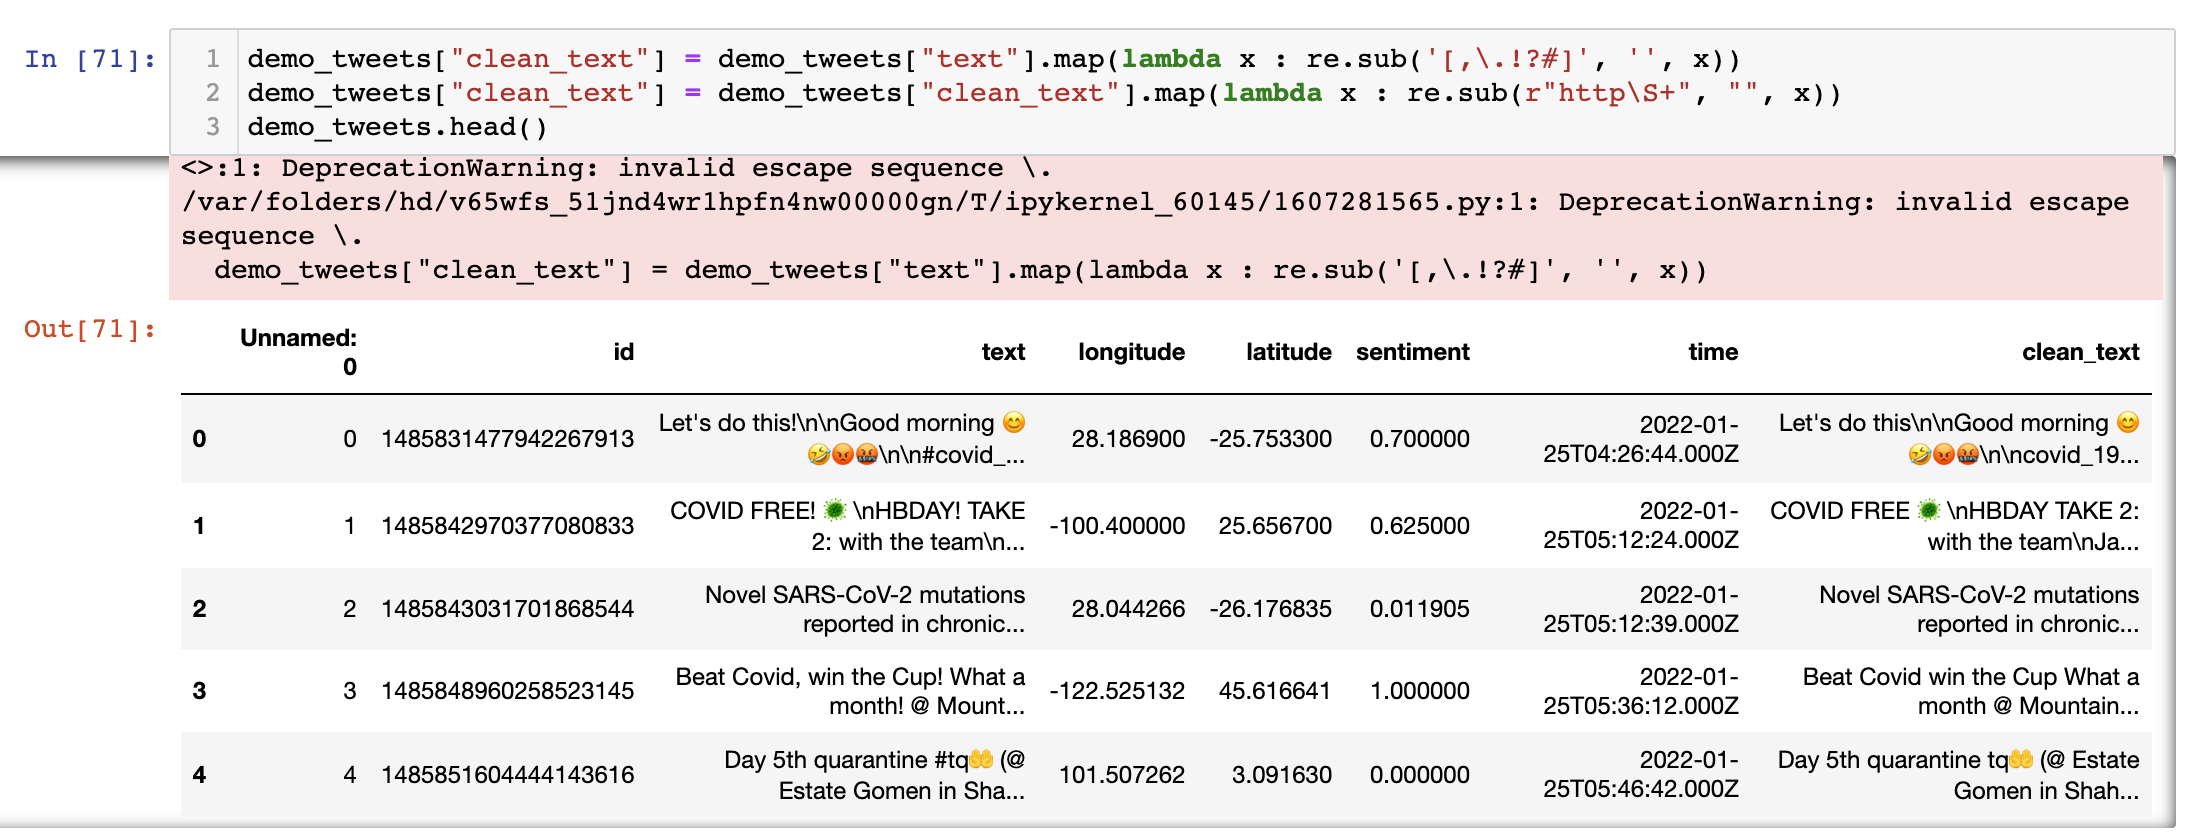 In [71]:
1 demo_tweets["clean_text"] = demo_tweets["text"].map(lambda x : re.sub('[,\.!?#]', '', x))
2 demo_tweets["clean_text"] = demo_tweets["clean_text"].map(lambda x : re.sub(r"http\S+", "", x))
3 demo_tweets.head()
<>:1: DeprecationWarning: invalid escape sequence \.
/var/folders/hd/v65wfs_51jnd4wr1hpfn4nw00000gn/T/ipykernel_60145/1607281565.py:1: DeprecationWarning: invalid escape
sequence \.
demo_tweets["clean_text"] = demo_tweets["text"].map(lambda x : re.sub('[,\.!?#]', '', x))
Out[71]:
Unnamed: 0 id text longitude latitude sentiment time clean_text
0 0 1485831477942267913 Let's do this!\n\nGood morning 😊 28.186900 -25.753300 0.700000 2022-01- Let's do this\n\nGood morning 😊
🤣😡🤬\n\n#covid_... 25T04:26:44.000Z 🤣😡🤬\n\ncovid_19...
1 1 1485842970377080833 COVID FREE! 🦠 \nHBDAY! TAKE -100.400000 25.656700 0.625000 2022-01- COVID FREE 🦠 \nHBDAY TAKE 2:
2: with the team\n... 25T05:12:24.000Z with the team\nJa...
2 2 1485843031701868544 Novel SARS-CoV-2 mutations 28.044266 -26.176835 0.011905 2022-01- Novel SARS-CoV-2 mutations
reported in chronic... 25T05:12:39.000Z reported in chronic...
3 3 1485848960258523145 Beat Covid, win the Cup! What a -122.525132 45.616641 1.000000 2022-01- Beat Covid win the Cup What a
month! @ Mount... 25T05:36:12.000Z month @ Mountain...
4 4 1485851604444143616 Day 5th quarantine #tq🤲 (@ 101.507262 3.091630 0.000000 2022-01- Day 5th quarantine tq🤲 (@ Estate
Estate Gomen in Sha... 25T05:46:42.000Z Gomen in Shah...